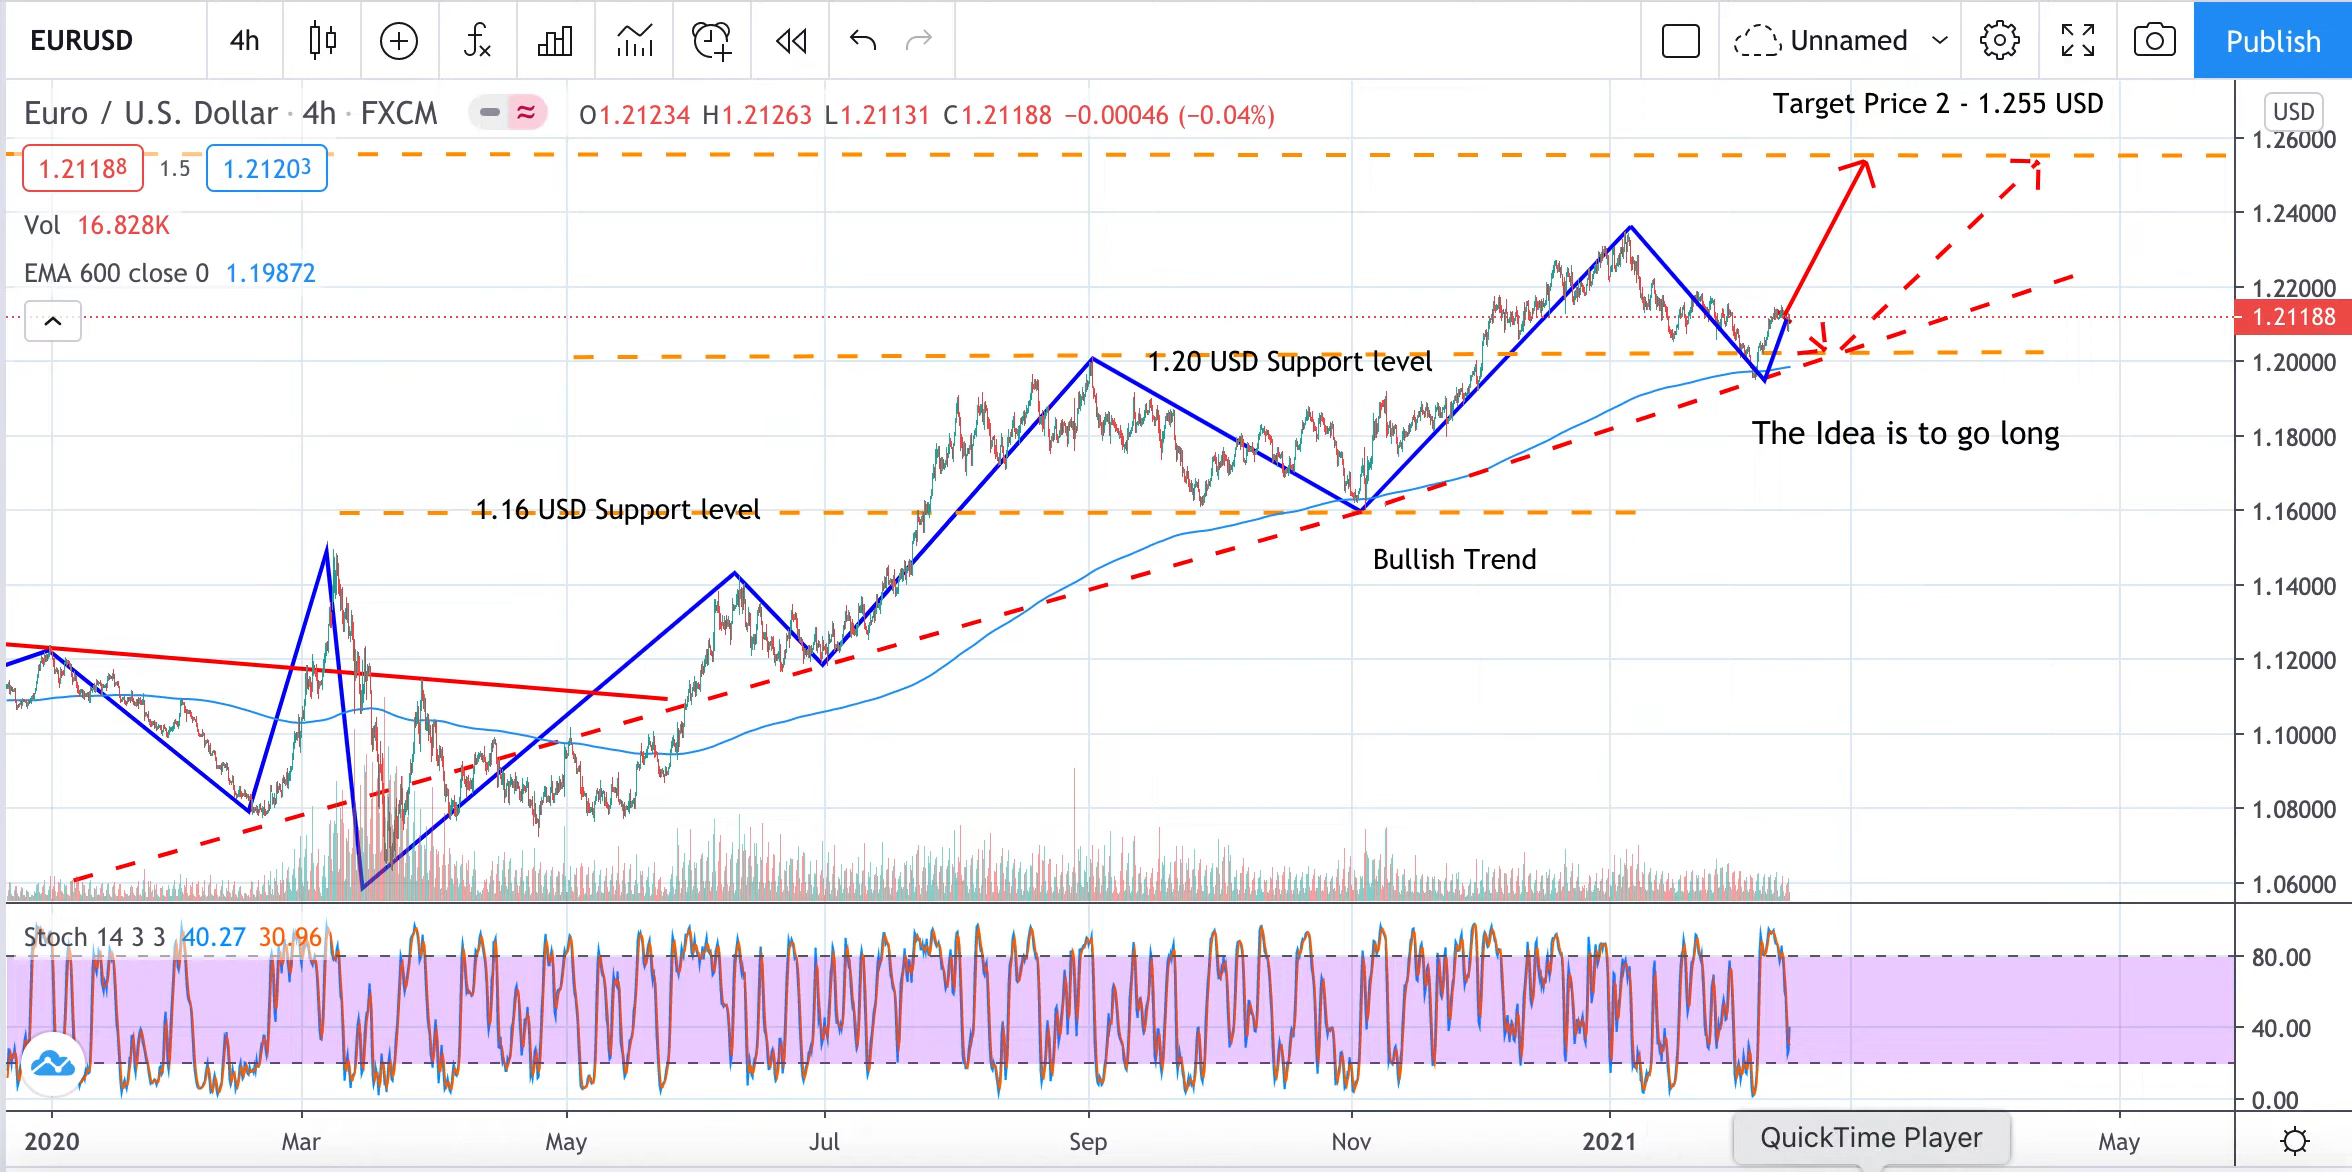 EURUSD 4h Unnamed Publish
Euro / U.S. Dollar · 4h · FXCM O1.21234 H1.21263 L1.21131 C1.21188 −0.00046 (−0.04%)
Target Price 2 - 1.255 USD
USD
1.21188 1.5 1.21203
Vol 16.828K
EMA 600 close 0 1.19872
1.26000
1.24000
1.22000
1.21188
1.20000
1.18000
1.16000
1.14000
1.12000
1.10000
1.08000
1.06000
1.20 USD Support level
The Idea is to go long
1.16 USD Support level
Bullish Trend
Stoch 14 3 3 40.27 30.96
80.00
40.00
0.00
2020 Mar May Jul Sep Nov 2021 May
QuickTime Player